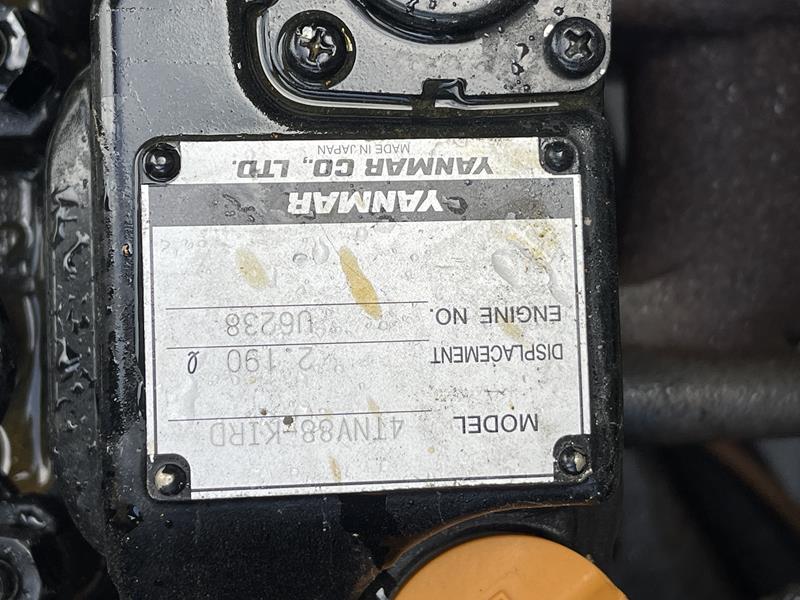 MODEL 4TNV88-KIRD
DISPLACEMENT 2.190 ℓ
ENGINE NO. U6238
YANMAR
YANMAR CO., LTD.
MADE IN JAPAN